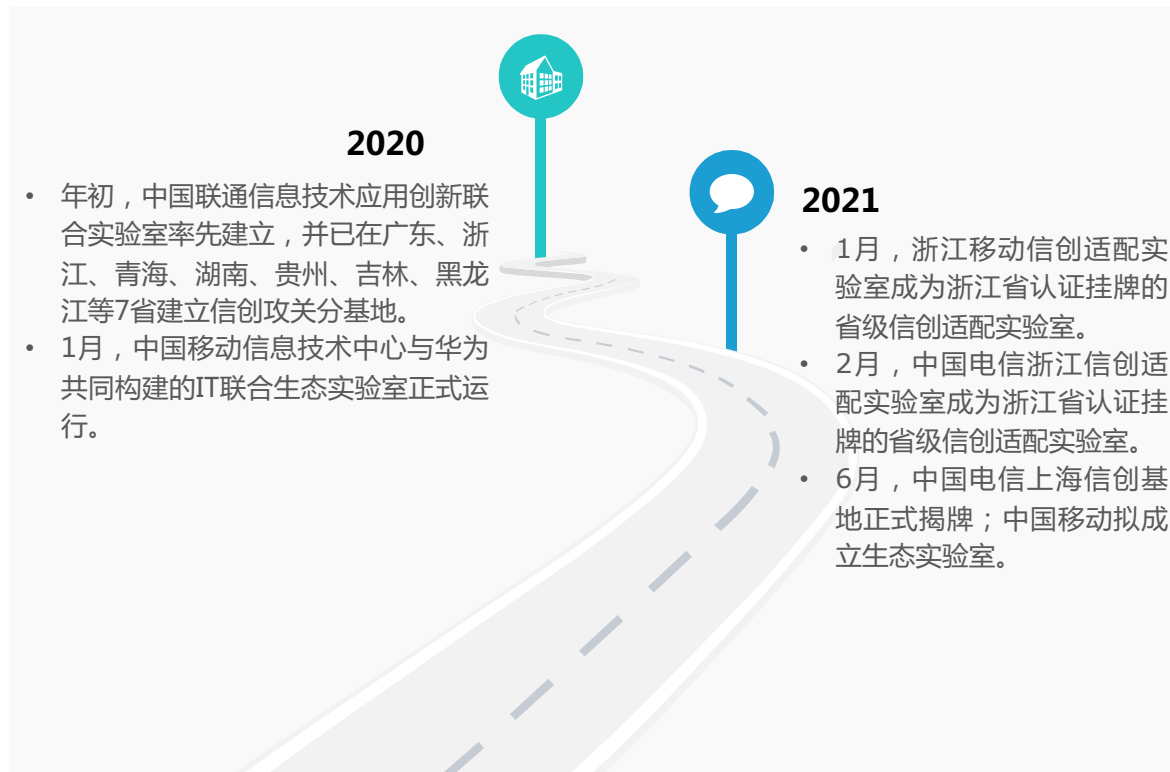 2020
• 年初，中国联通信息技术应用创新联
合实验室率先建立，并已在广东、浙
江、青海、湖南、贵州、吉林、黑龙
江等7省建立信创攻关分基地。
• 1月，中国移动信息技术中心与华为
共同构建的IT联合生态实验室正式运
行。
2021
• 1月，浙江移动信创适配实
验室成为浙江省认证挂牌的
省级信创适配实验室。
• 2月，中国电信浙江信创适
配实验室成为浙江省认证挂
牌的省级信创适配实验室。
• 6月，中国电信上海信创基
地正式揭牌；中国移动拟成
立生态实验室。